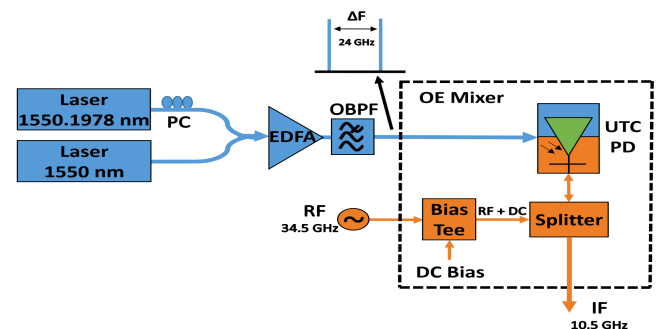 ΔF
24 GHz
Laser
1550.1978 nm
PC
Laser
1550 nm
EDFA
OBPF
OE Mixer
UTC
PD
RF
34.5 GHz
Bias
Tee
RF + DC
Splitter
DC Bias
IF
10.5 GHz